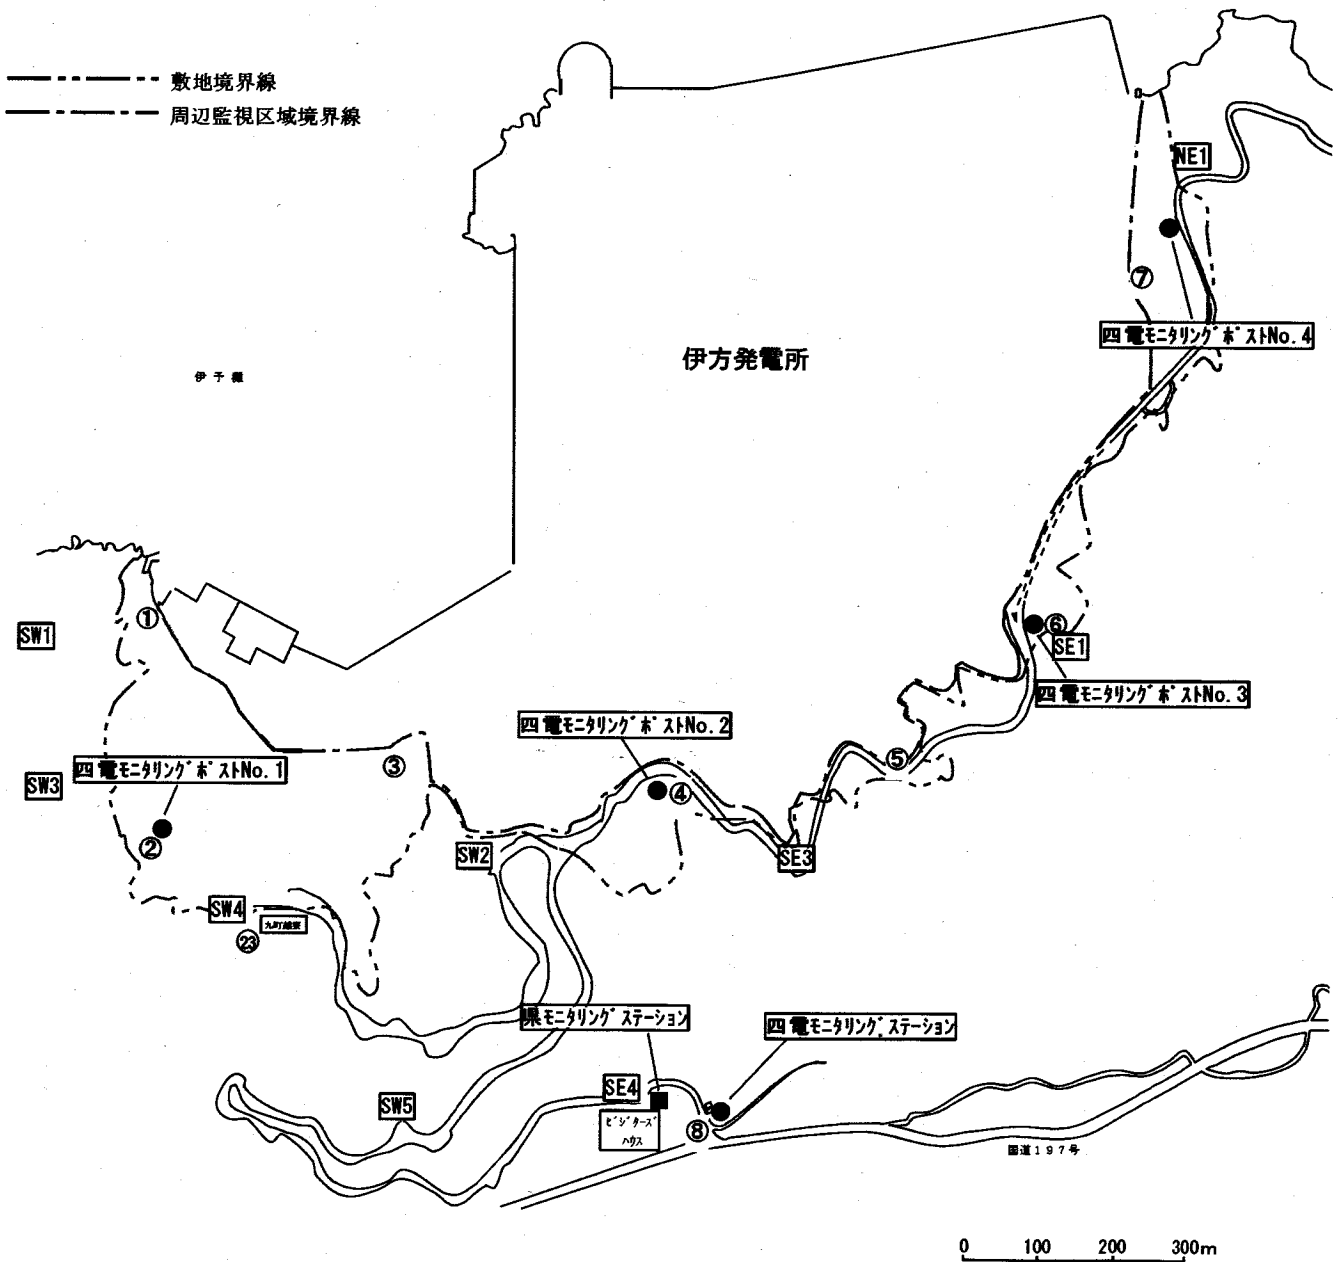 敷地境界線
周辺監視区域境界線
NE1
⑦
四電モニタリングポストNo.4
伊方発電所
伊予灘
①
SW1
⑥
SE1
四電モニタリングポストNo.3
四電モニタリングポストNo.2
③
四電モニタリングポストNo.1
⑤
SW3
④
②
SW2
SE3
SW4
㉓
県モニタリングステーション
四電モニタリングステーション
SE4
SW5
ビジターズ
ハウス
⑧
国道197号
0 100 200 300m